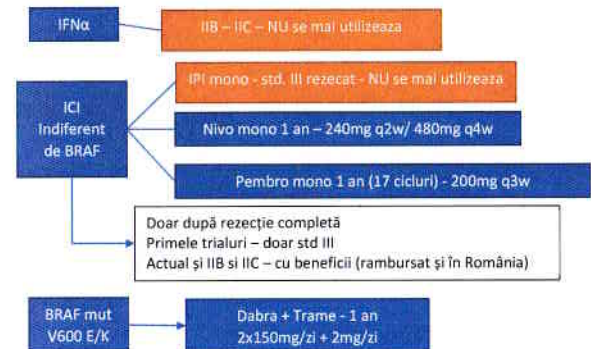 IFNα
IIB – IIC – NU se mai utilizeaza
IPI mono - std. III rezecat - NU se mai utilizeaza
ICI
Indiferent
de BRAF
Nivo mono 1 an – 240mg q2w/ 480mg q4w
Pembro mono 1 an (17 cicluri) - 200mg q3w
Doar după rezecție completă
Primele trialuri – doar std III
Actual și IIB si IIC – cu beneficii (rambursat și în România)
BRAF mut
V600 E/K
Dabra + Trame - 1 an
2x150mg/zi + 2mg/zi